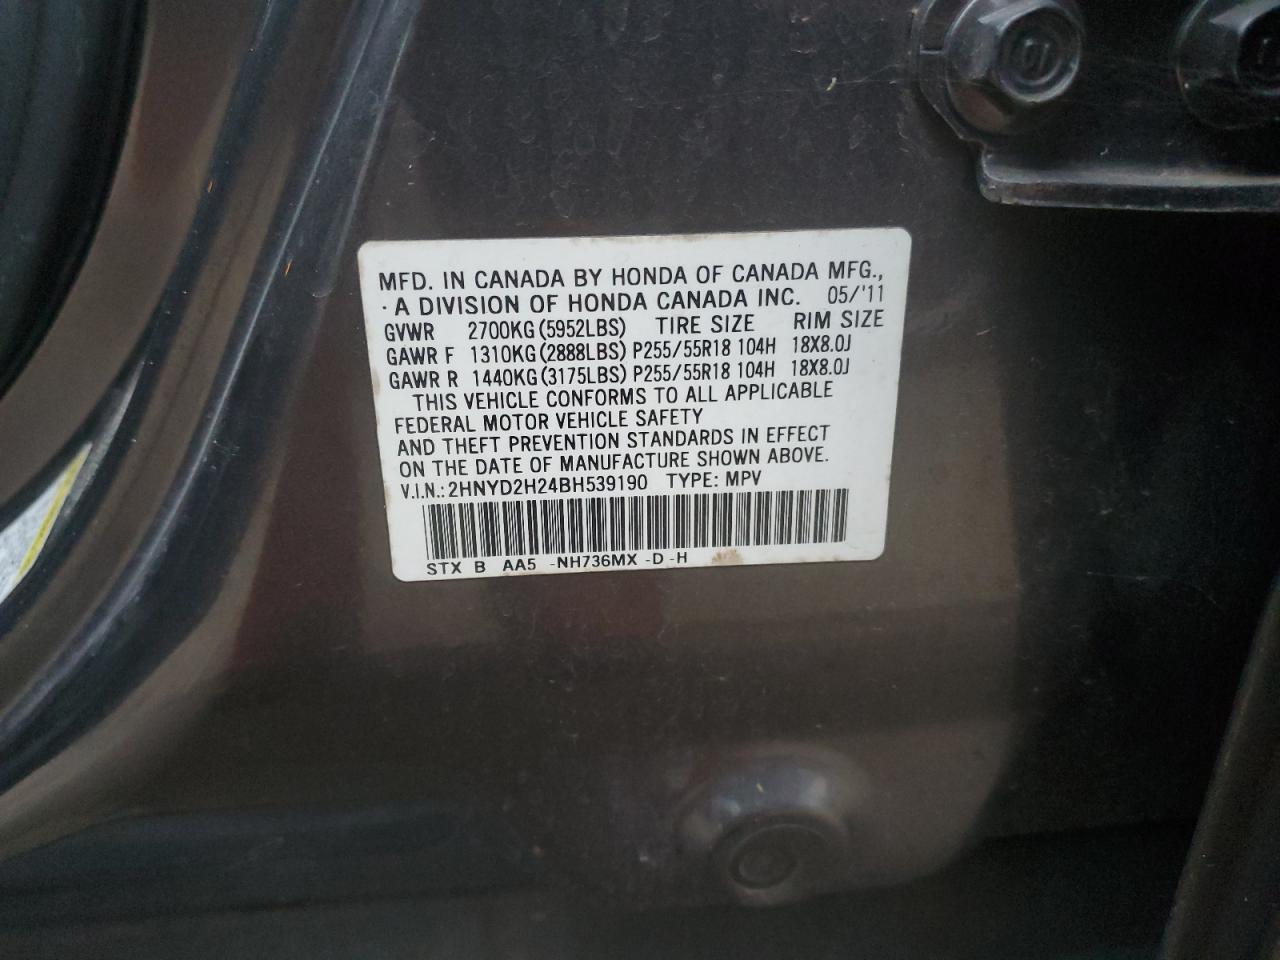 MFD. IN CANADA BY HONDA OF CANADA MFG.,
A DIVISION OF HONDA CANADA INC. 05/'11
GVWR 2700KG (5952LBS) TIRE SIZE RIM SIZE
GAWR F 1310KG (2888LBS) P255/55R18 104H 18X8.0J
GAWR R 1440KG (3175LBS) P255/55R18 104H 18X8.0J
THIS VEHICLE CONFORMS TO ALL APPLICABLE
FEDERAL MOTOR VEHICLE SAFETY
AND THEFT PREVENTION STANDARDS IN EFFECT
ON THE DATE OF MANUFACTURE SHOWN ABOVE.
V.I.N.: 2HNYD2H24BH539190 TYPE: MPV
STX B AA5 -NH736MX -D -H